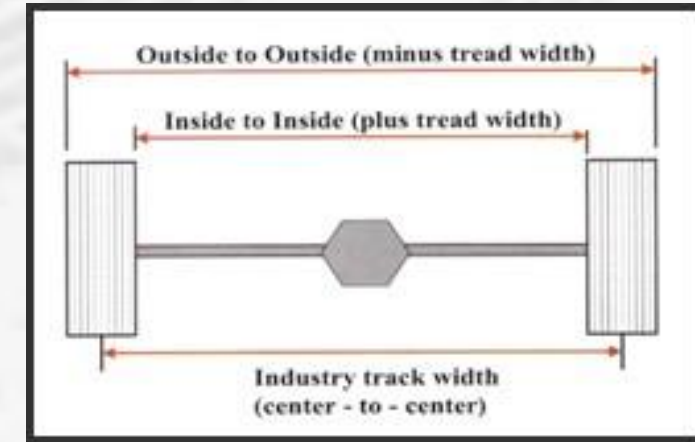 Outside to Outside (minus tread width)
Inside to Inside (plus tread width)
Industry track width
(center - to - center)